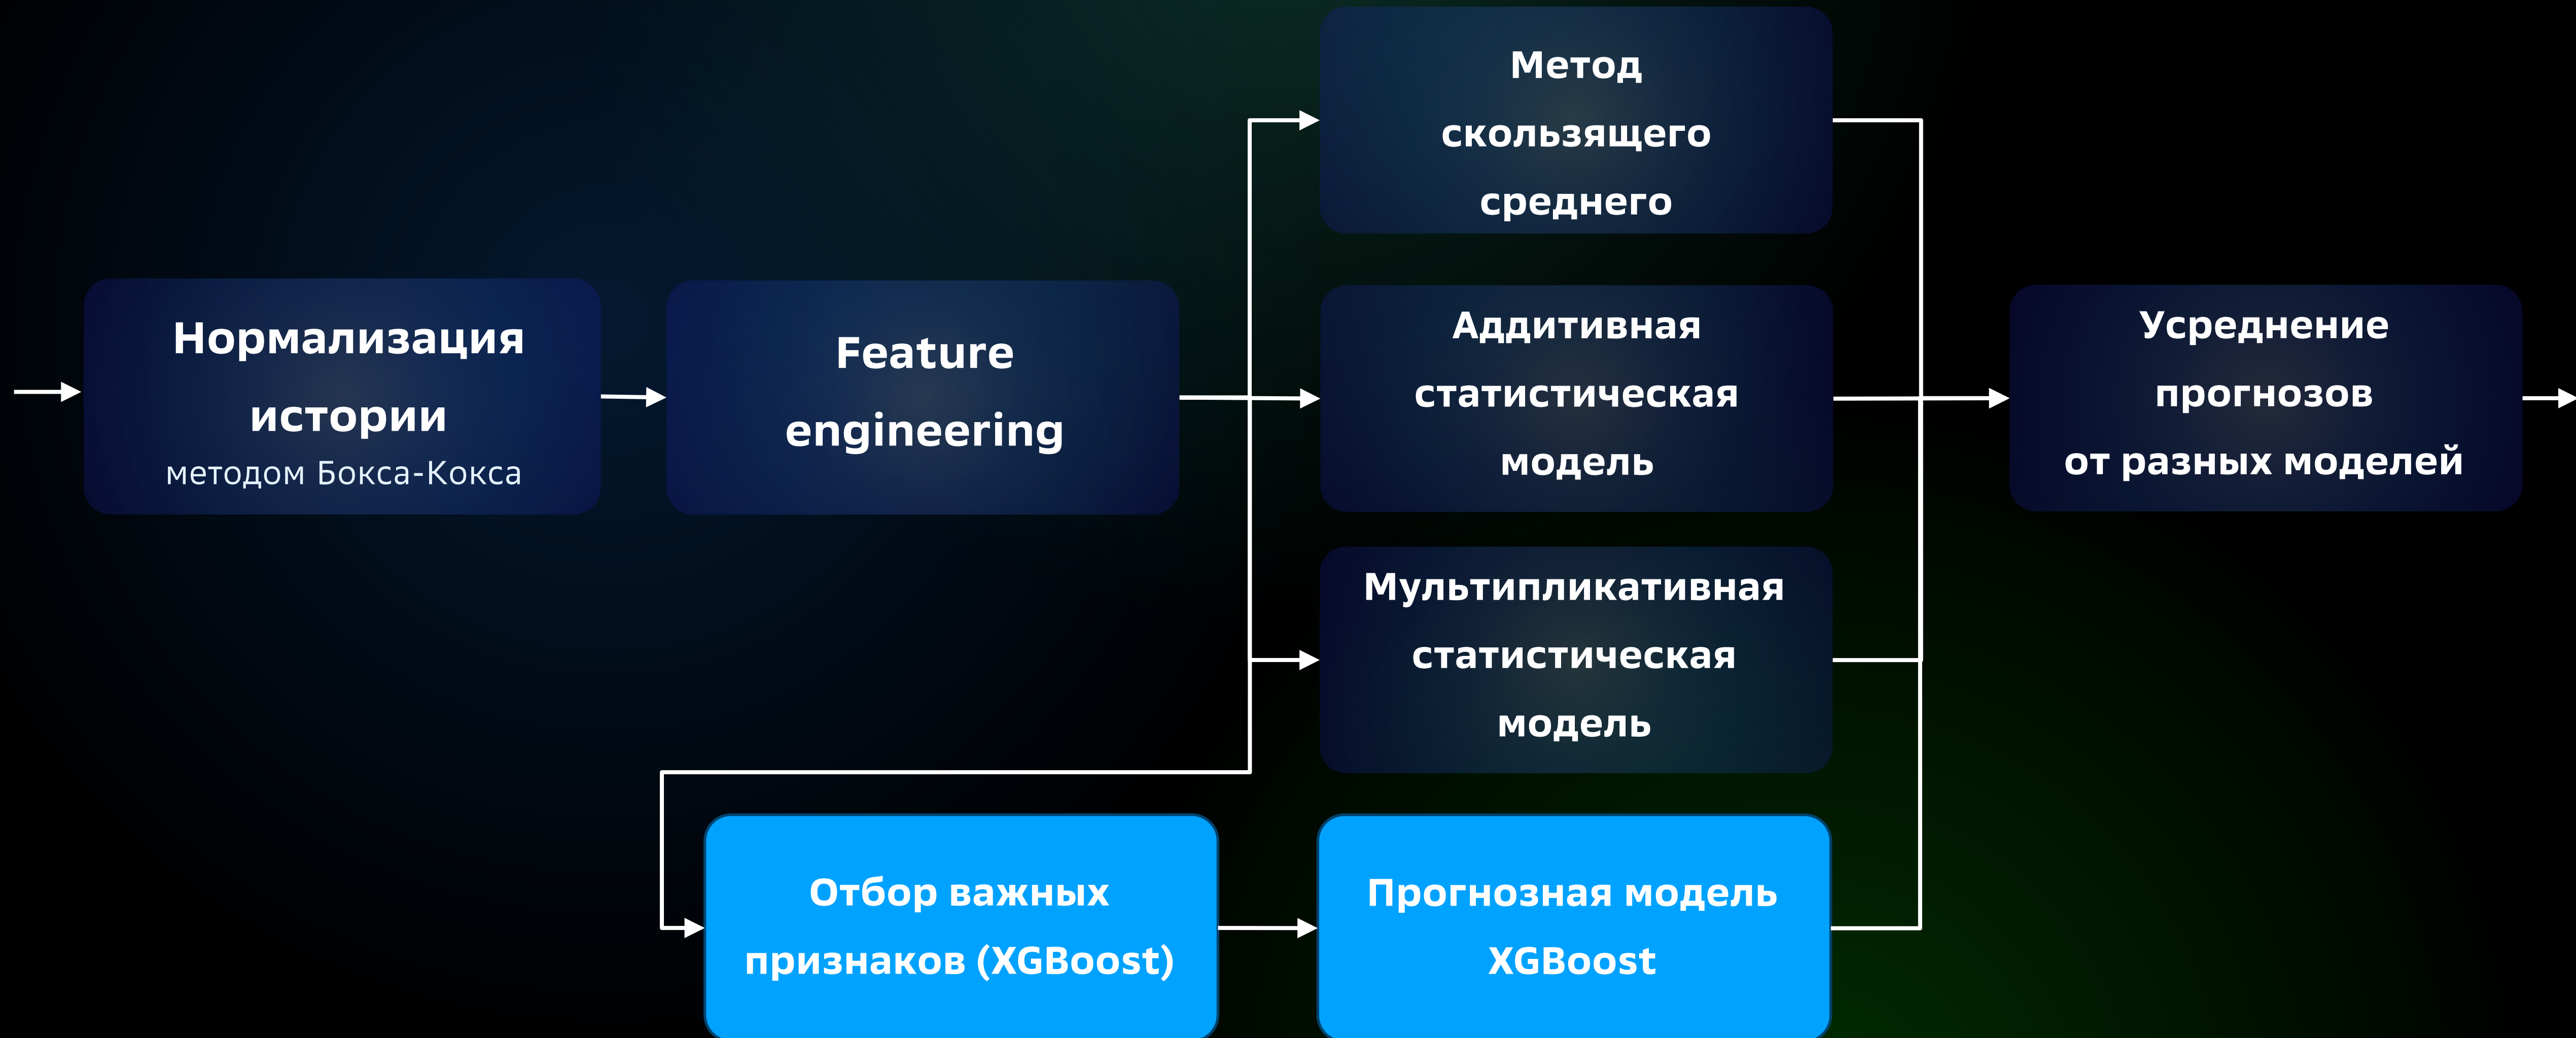 Нормализация
истории
методом Бокса-Кокса
Feature
engineering
Метод
скользящего
среднего
Аддитивная
статистическая
модель
Мультипликативная
статистическая
модель
Отбор важных
признаков (XGBoost)
Прогнозная модель
XGBoost
Усреднение
прогнозов
от разных моделей